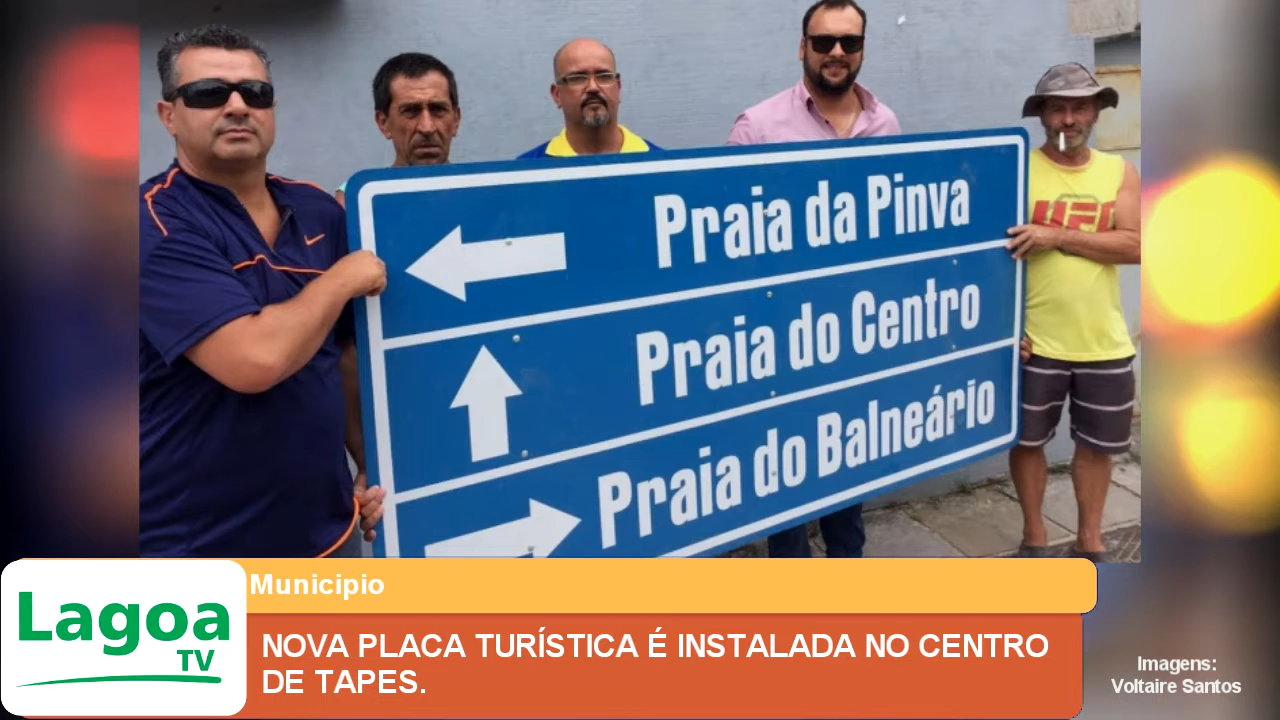 Praia da Pinva
Praia do Centro
Praia do Balneário
UFC
Municipio
Lagoa
TV
NOVA PLACA TURÍSTICA É INSTALADA NO CENTRO
DE TAPES.
Imagens:
Voltaire Santos